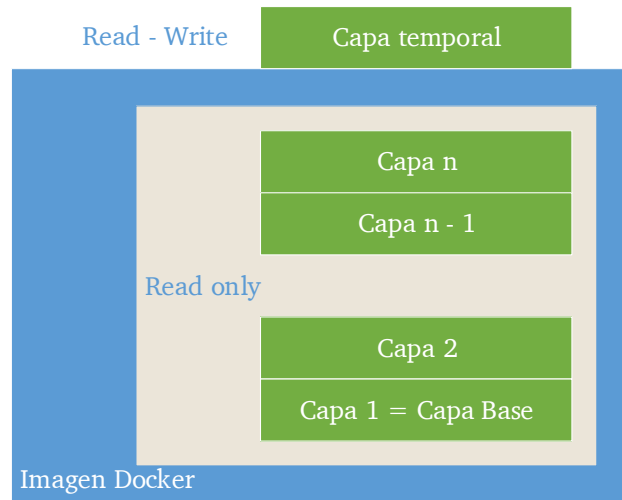 Read - Write
Capa temporal
Capa n
Capa n - 1
Read only
Capa 2
Capa 1 = Capa Base
Imagen Docker